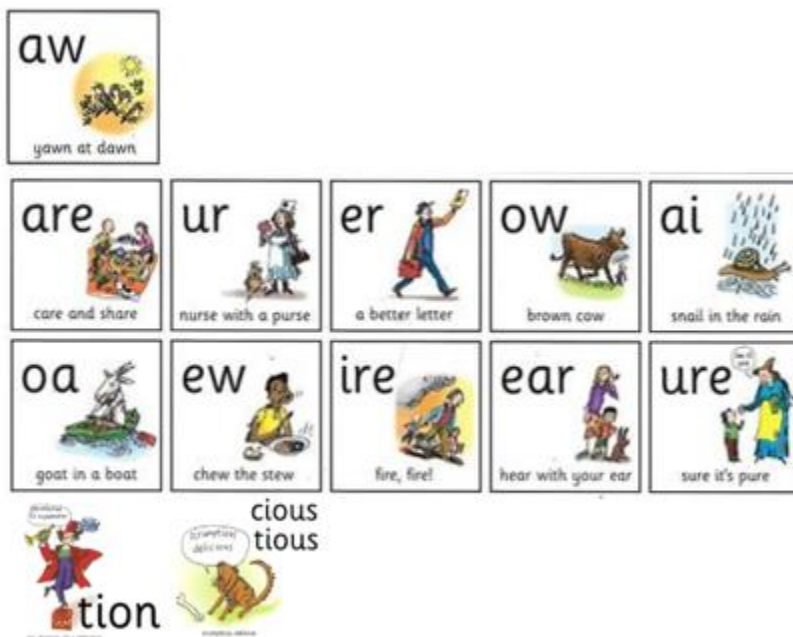 aw
yawn at dawn
are
care and share
ur
nurse with a purse
er
a better letter
ow
brown cow
ai
snail in the rain
oa
goat in a boat
ew
chew the stew
ire
fire, fire!
ear
hear with your ear
ure
sure it's pure
tion
cious
tious
scrumptious
delicious